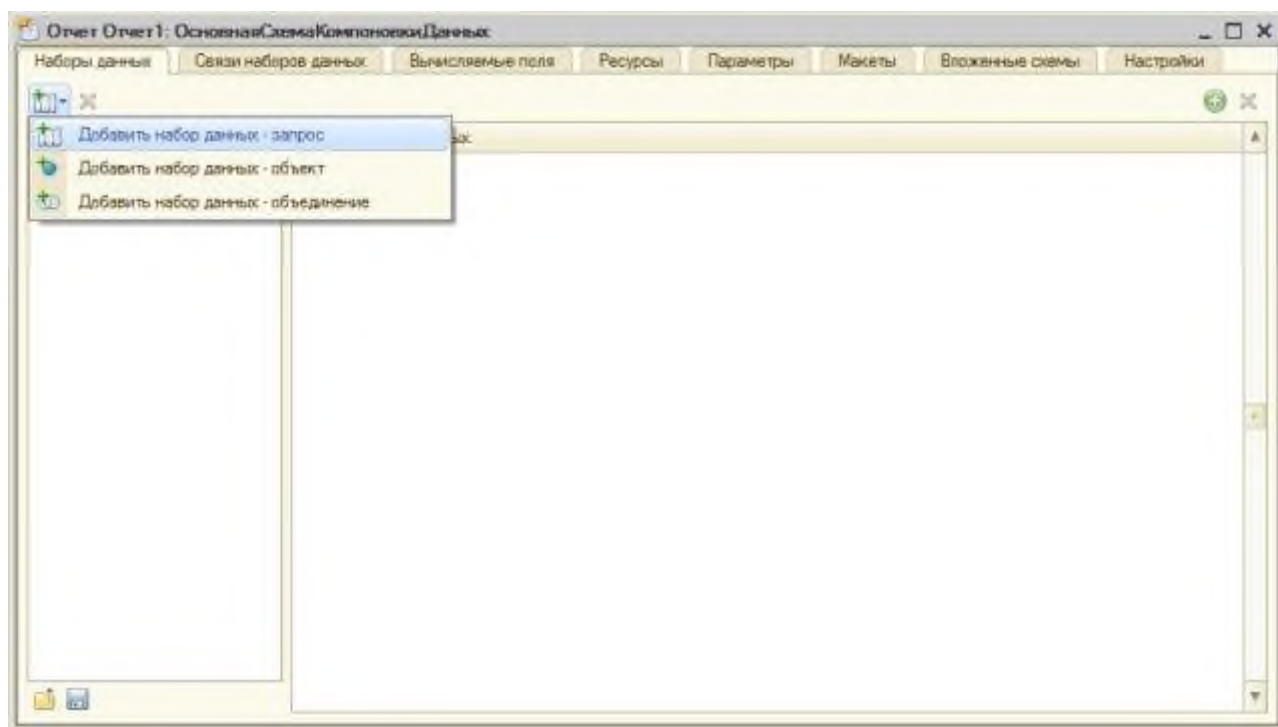 Отчет Отчет1: ОсновнаяСхемаКомпоновкиДанных
Наборы данных Связи наборов данных Вычисляемые поля Ресурсы Параметры Макеты Вложенные схемы Настройки
Добавить набор данных - запрос
Добавить набор данных - объект
Добавить набор данных - объединение